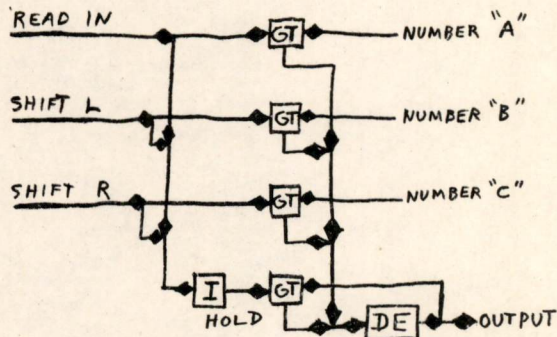 READ IN
GT
NUMBER "A"
SHIFT L
GT
NUMBER "B"
SHIFT R
GT
NUMBER "C"
I
GT
HOLD
DE
OUTPUT